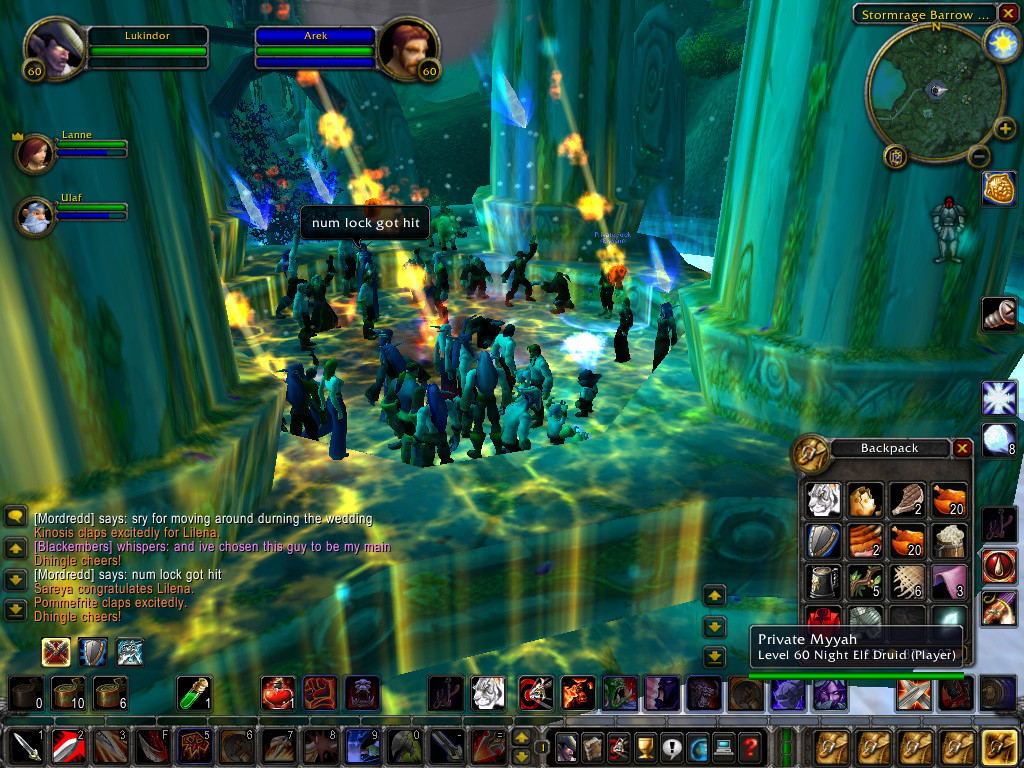 Lukindor
60
Arek
60
Stormrage Barrow ...
N
Lanne
Ulaf
num lock got hit
Backpack
8
2
20
2
20
5
6
3
[Mordredd] says: sry for moving around durning the wedding
Kinosis claps excitedly for Lilena.
[Blackembers] whispers: and ive chosen this guy to be my main
Dhingle cheers!
[Mordredd] says: num lock got hit
Sareya congratulates Lilena.
Pommefrite claps excitedly.
Dhingle cheers!
Private Myyah
Level 60 Night Elf Druid (Player)
0
10
6
1
1
1
2
3
F
5
6
7
8
9
0
-
=
1